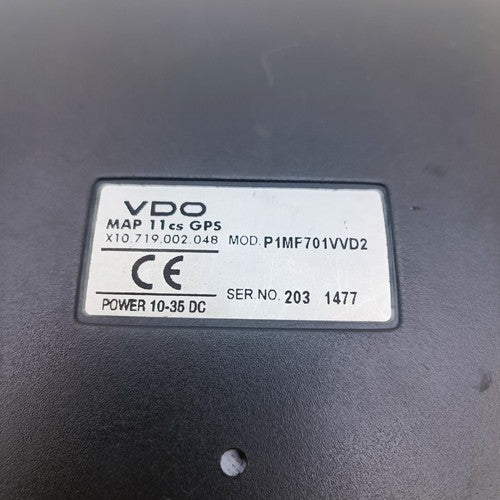 VDO
MAP 11cs GPS
X10.719.002.048
MOD. P1MF701VVD2
CE
SER.NO. 203 1477
POWER 10-35 DC